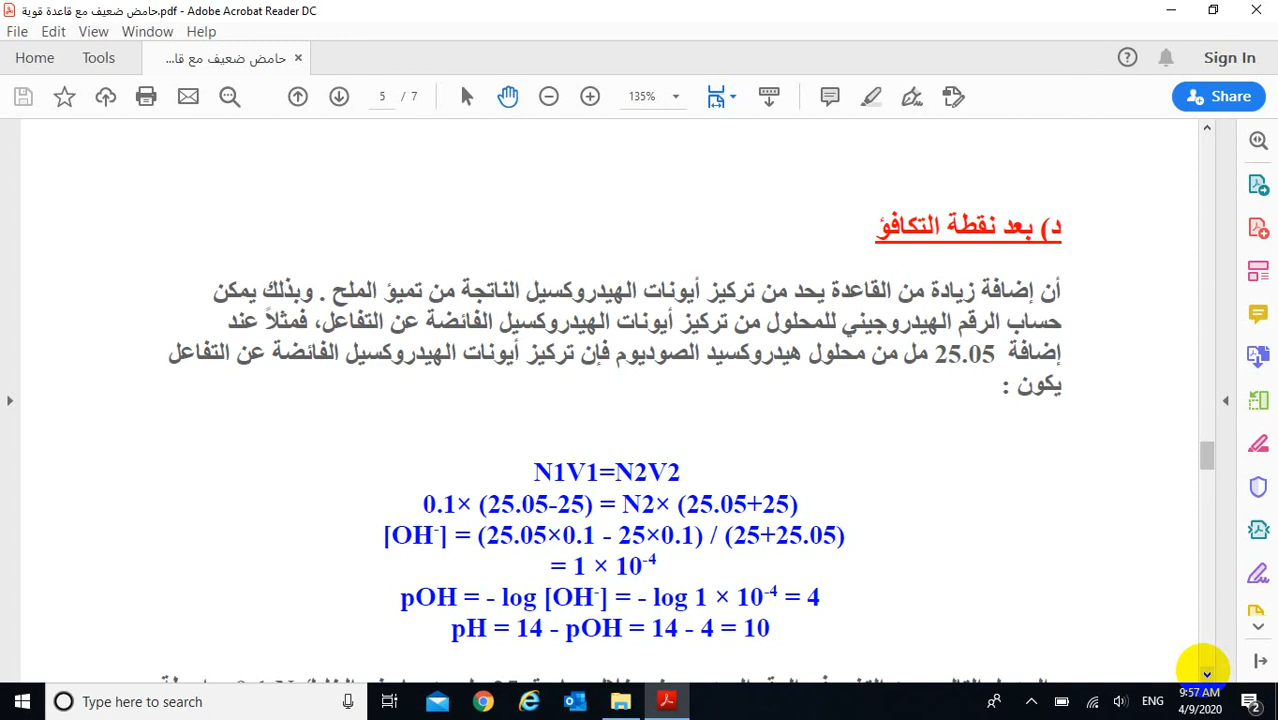 حامض ضعيف مع قاعدة قوية.pdf - Adobe Acrobat Reader DC
File Edit View Window Help
Home Tools حامض ضعيف مع قا... × Sign In
5 / 7 135% Share
د) بعد نقطة التكافؤ
أن إضافة زيادة من القاعدة يحد من تركيز أيونات الهيدروكسيل الناتجة من تميؤ الملح . وبذلك يمكن
حساب الرقم الهيدروجيني للمحلول من تركيز أيونات الهيدروكسيل الفائضة عن التفاعل، فمثلاً عند
إضافة 25.05 مل من محلول هيدروكسيد الصوديوم فإن تركيز أيونات الهيدروكسيل الفائضة عن التفاعل
يكون :
N1V1=N2V2
0.1× (25.05-25) = N2× (25.05+25)
[OH⁻] = (25.05×0.1 - 25×0.1) / (25+25.05)
= 1 × 10⁻⁴
pOH = - log [OH⁻] = - log 1 × 10⁻⁴ = 4
pH = 14 - pOH = 14 - 4 = 10
Type here to search ENG 9:57 AM
4/9/2020 2